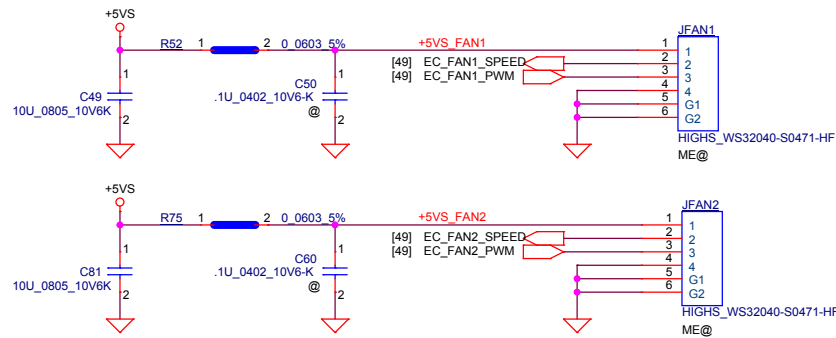 +5VS
R52 1 2 0_0603_5% +5VS_FAN1
JFAN1
[49] EC_FAN1_SPEED
[49] EC_FAN1_PWM
1 1
2 2
3 3
4 4
5 G1
6 G2
HIGHS_WS32040-S0471-HF
ME@
1
C49
10U_0805_10V6K
2
1
C50
.1U_0402_10V6-K
@
2
+5VS
R75 1 2 0_0603_5% +5VS_FAN2
JFAN2
[49] EC_FAN2_SPEED
[49] EC_FAN2_PWM
1 1
2 2
3 3
4 4
5 G1
6 G2
HIGHS_WS32040-S0471-HF
ME@
1
C81
10U_0805_10V6K
2
1
C60
.1U_0402_10V6-K
@
2